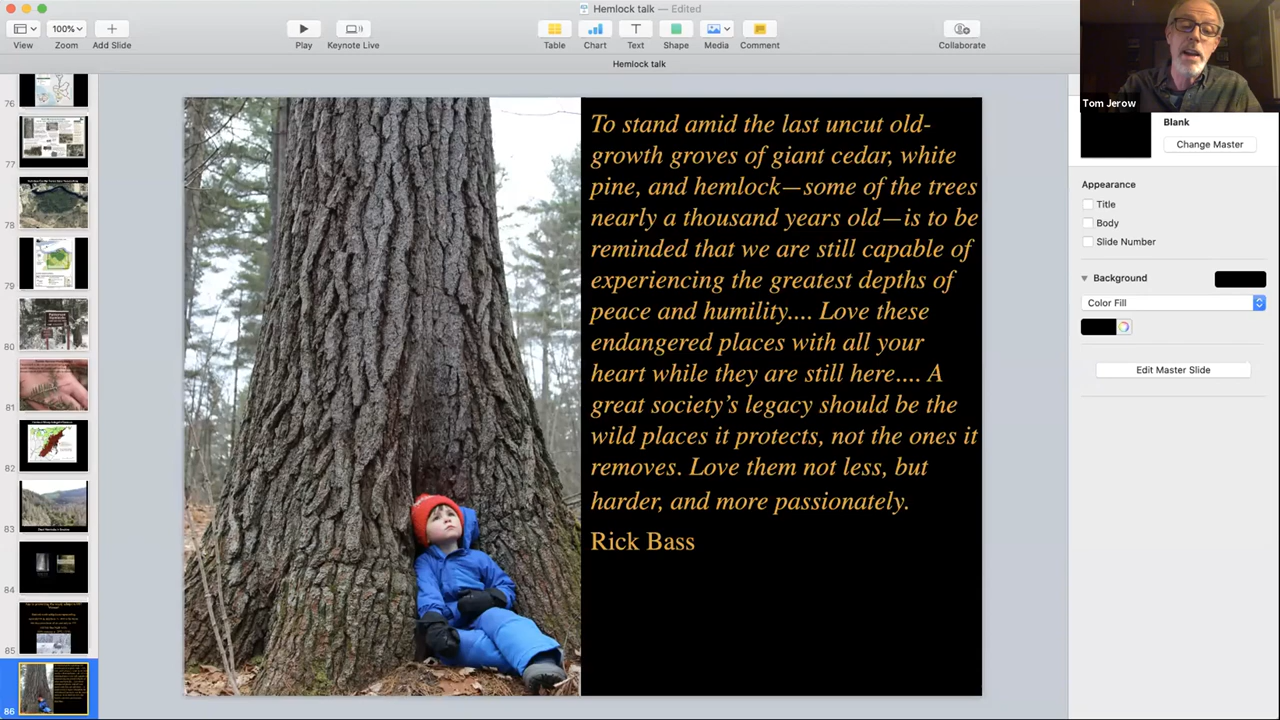 Hemlock talk — Edited
View
100%
Zoom
Add Slide
Play
Keynote Live
Table
Chart
Text
Shape
Media
Comment
Collaborate
Hemlock talk
Tom Jerow
76
77
78
79
80
81
82
83
84
85
86
To stand amid the last uncut old-
growth groves of giant cedar, white
pine, and hemlock—some of the trees
nearly a thousand years old—is to be
reminded that we are still capable of
experiencing the greatest depths of
peace and humility.... Love these
endangered places with all your
heart while they are still here.... A
great society’s legacy should be the
wild places it protects, not the ones it
removes. Love them not less, but
harder, and more passionately.
Rick Bass
Blank
Change Master
Appearance
Title
Body
Slide Number
Background
Color Fill
Edit Master Slide